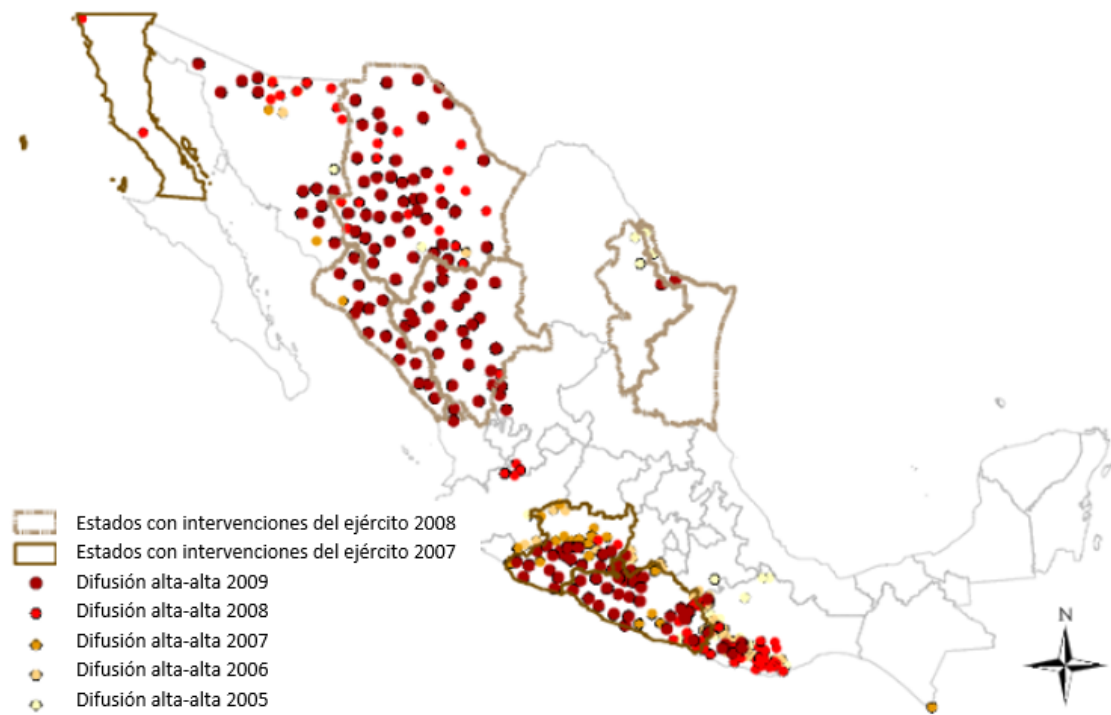 N
Estados con intervenciones del ejército 2008
Estados con intervenciones del ejército 2007
Difusión alta-alta 2009
Difusión alta-alta 2008
Difusión alta-alta 2007
Difusión alta-alta 2006
Difusión alta-alta 2005